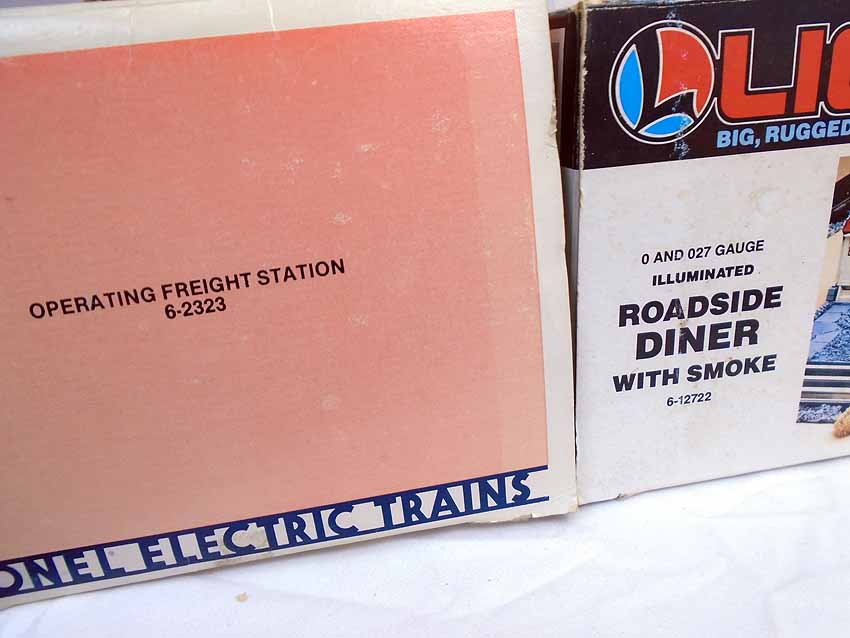 OPERATING FREIGHT STATION
6-2323
ONEL ELECTRIC TRAINS
LIO
BIG, RUGGED
0 AND 027 GAUGE
ILLUMINATED
ROADSIDE
DINER
WITH SMOKE
6-12722